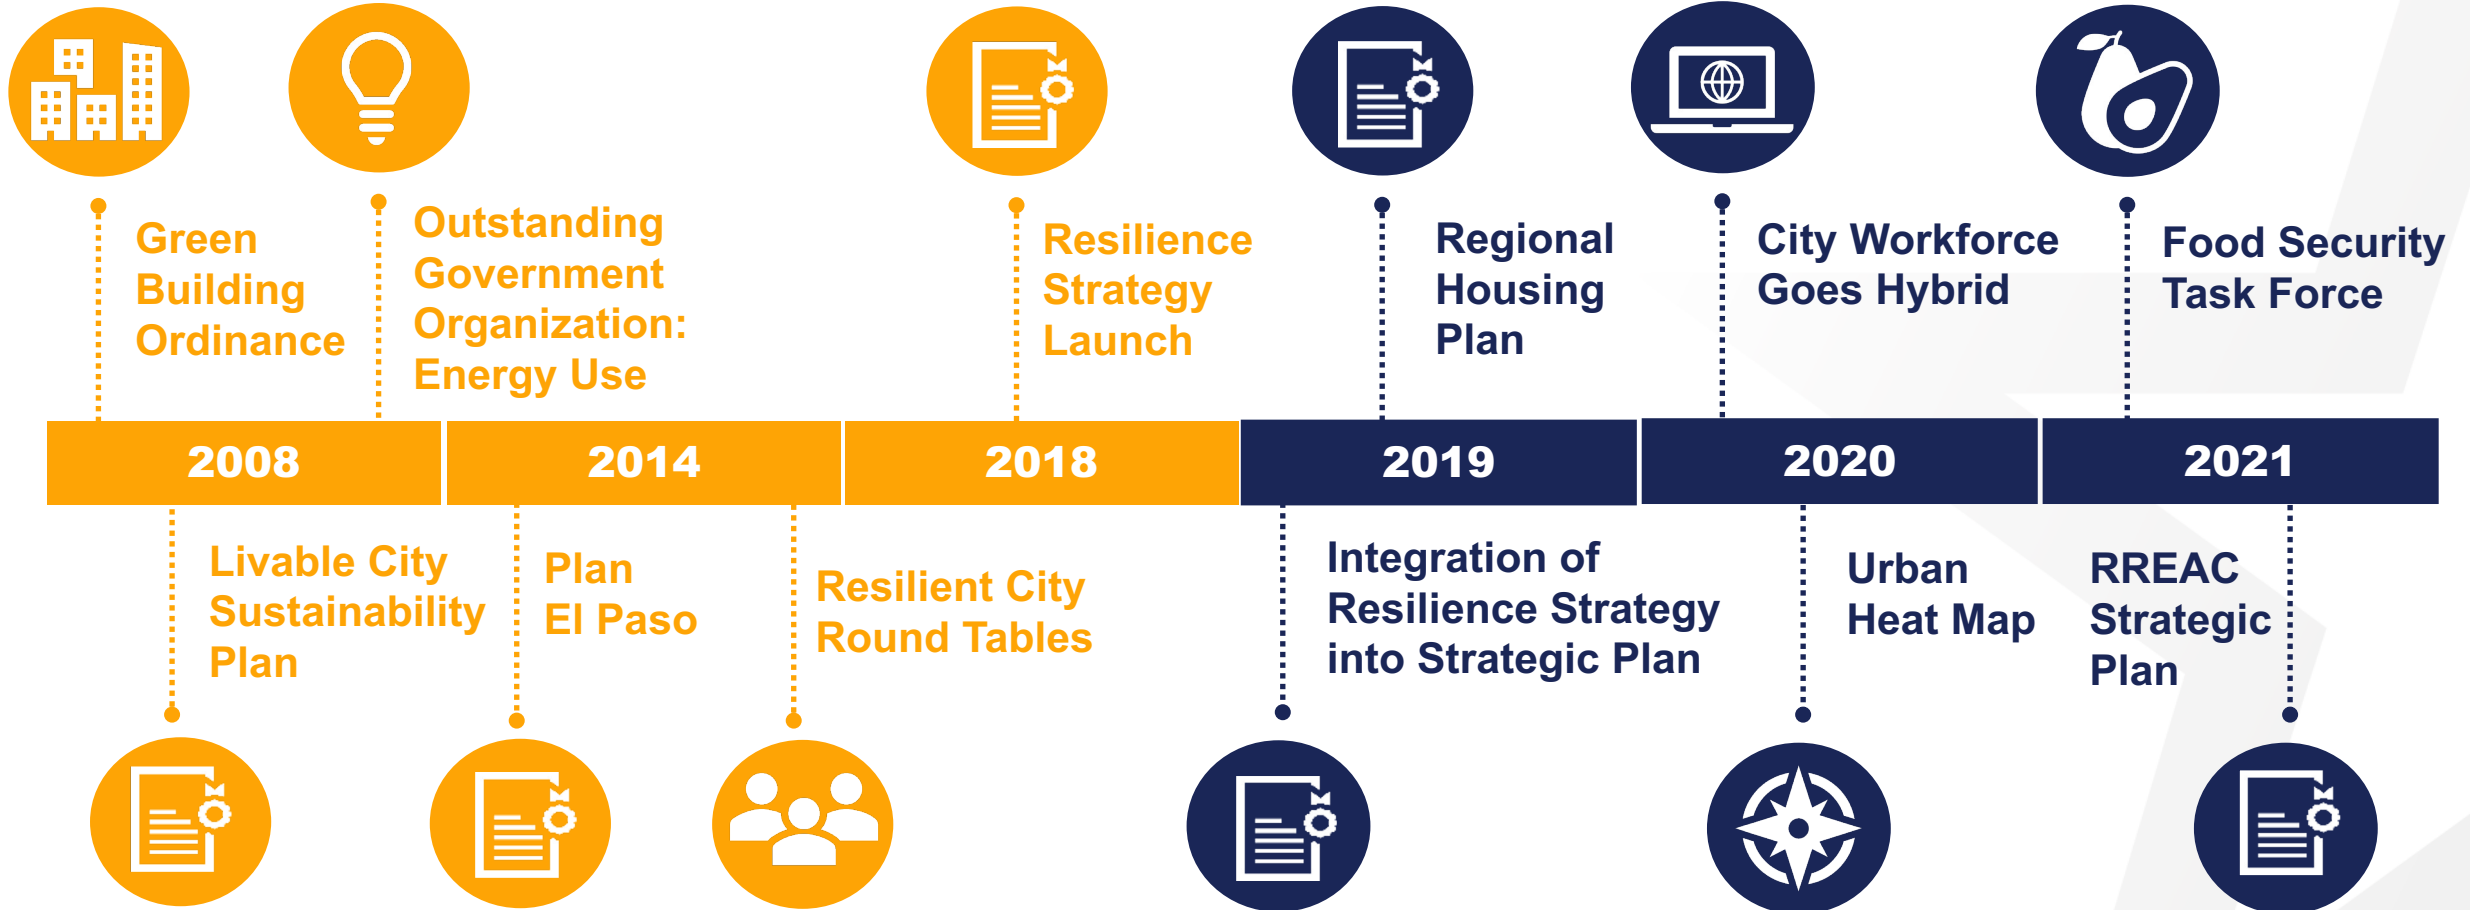 Green
Building
Ordinance
Outstanding
Government
Organization:
Energy Use
Resilience
Strategy
Launch
Regional
Housing
Plan
City Workforce
Goes Hybrid
Food Security
Task Force
2008
2014
2018
2019
2020
2021
Livable City
Sustainability
Plan
Plan
El Paso
Resilient City
Round Tables
Integration of
Resilience Strategy
into Strategic Plan
Urban
Heat Map
RREAC
Strategic
Plan